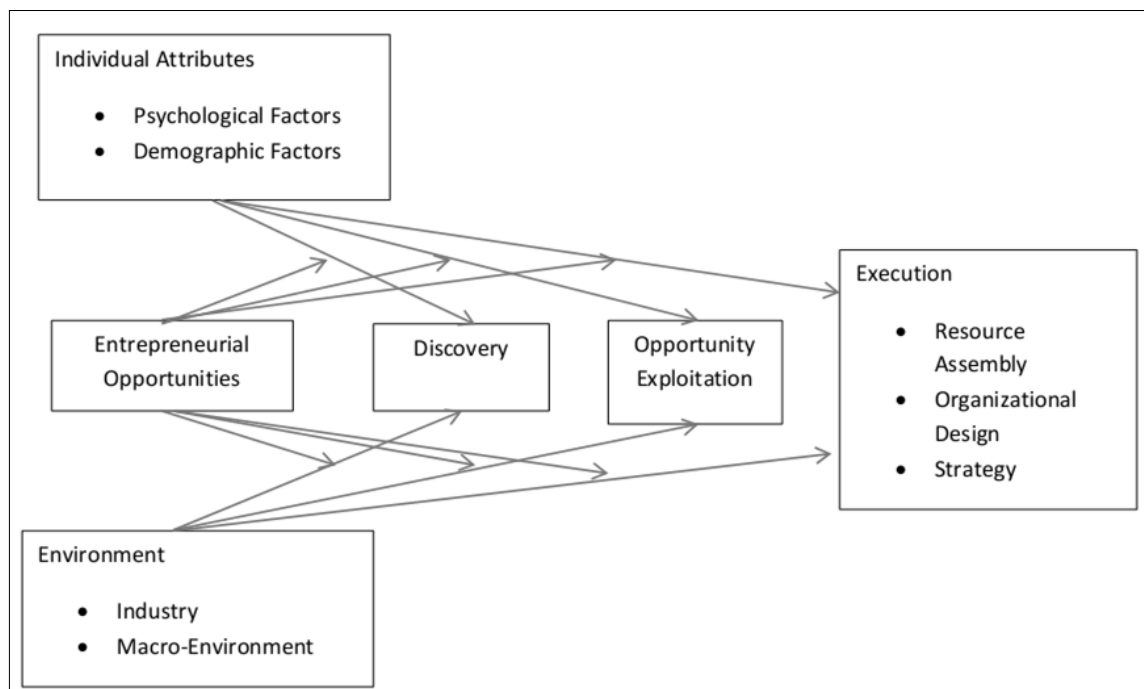 Individual Attributes
• Psychological Factors
• Demographic Factors
Entrepreneurial
Opportunities
Discovery
Opportunity
Exploitation
Execution
• Resource
Assembly
• Organizational
Design
• Strategy
Environment
• Industry
• Macro-Environment